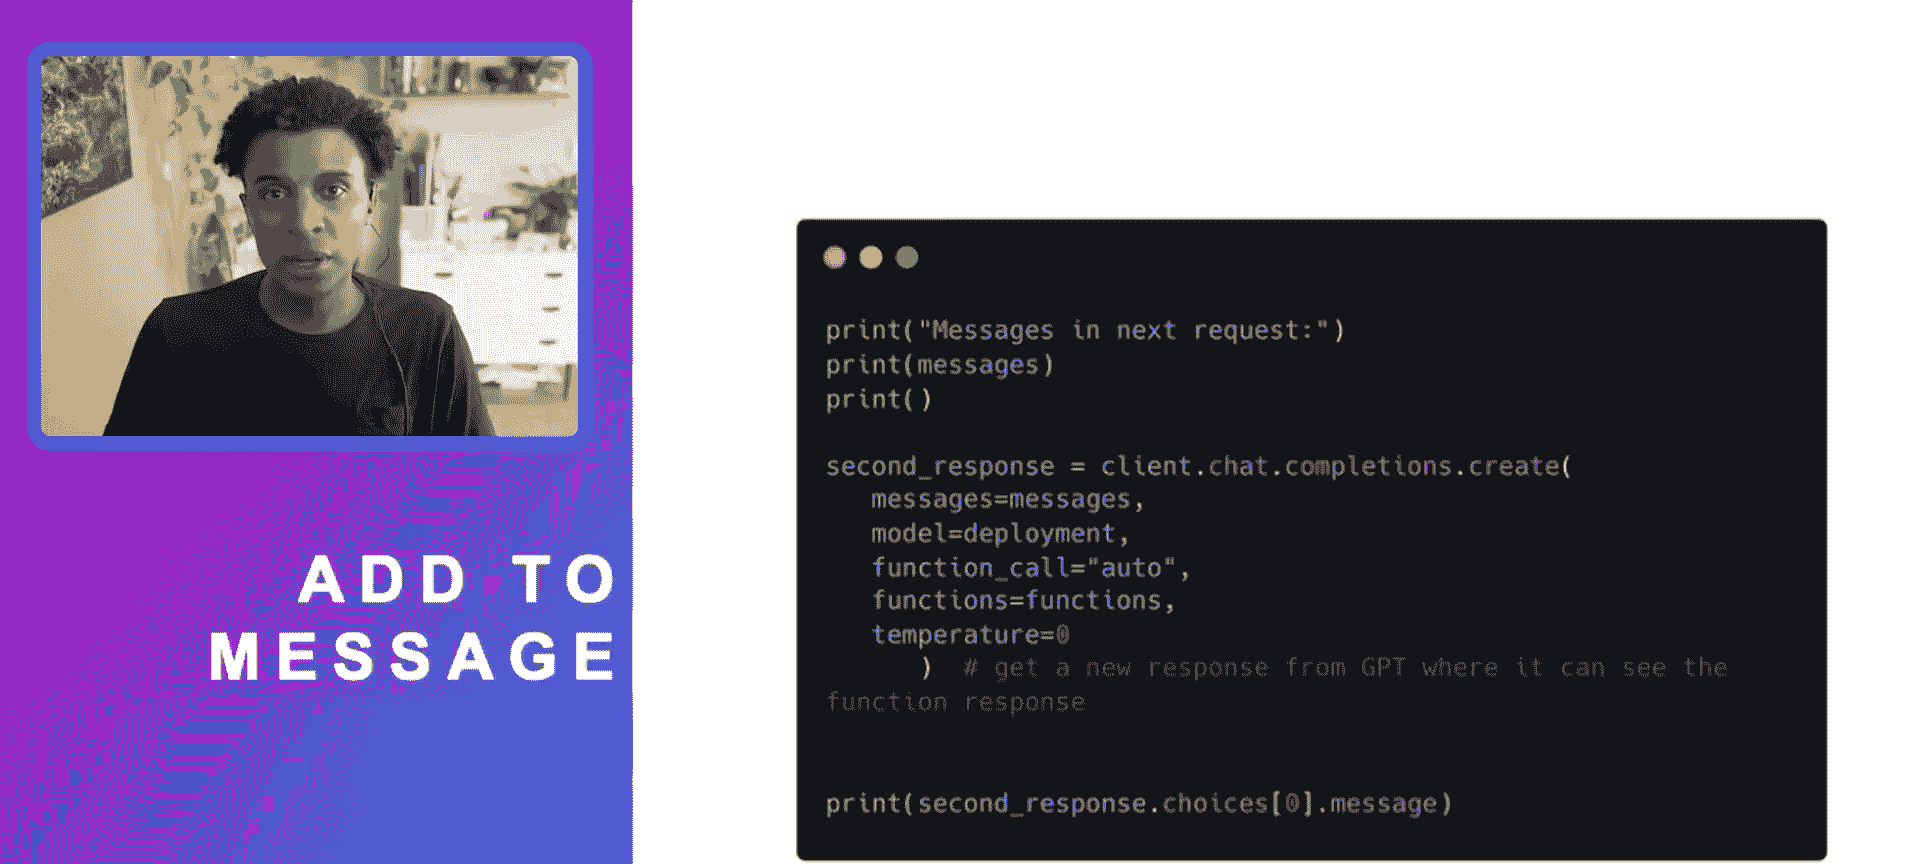 ADD TO
MESSAGE
print("Messages in next request:")
print(messages)
print()
second_response = client.chat.completions.create(
messages=messages,
model=deployment,
function_call="auto",
functions=functions,
temperature=0
) # get a new response from GPT where it can see the
function response
print(second_response.choices[0].message)